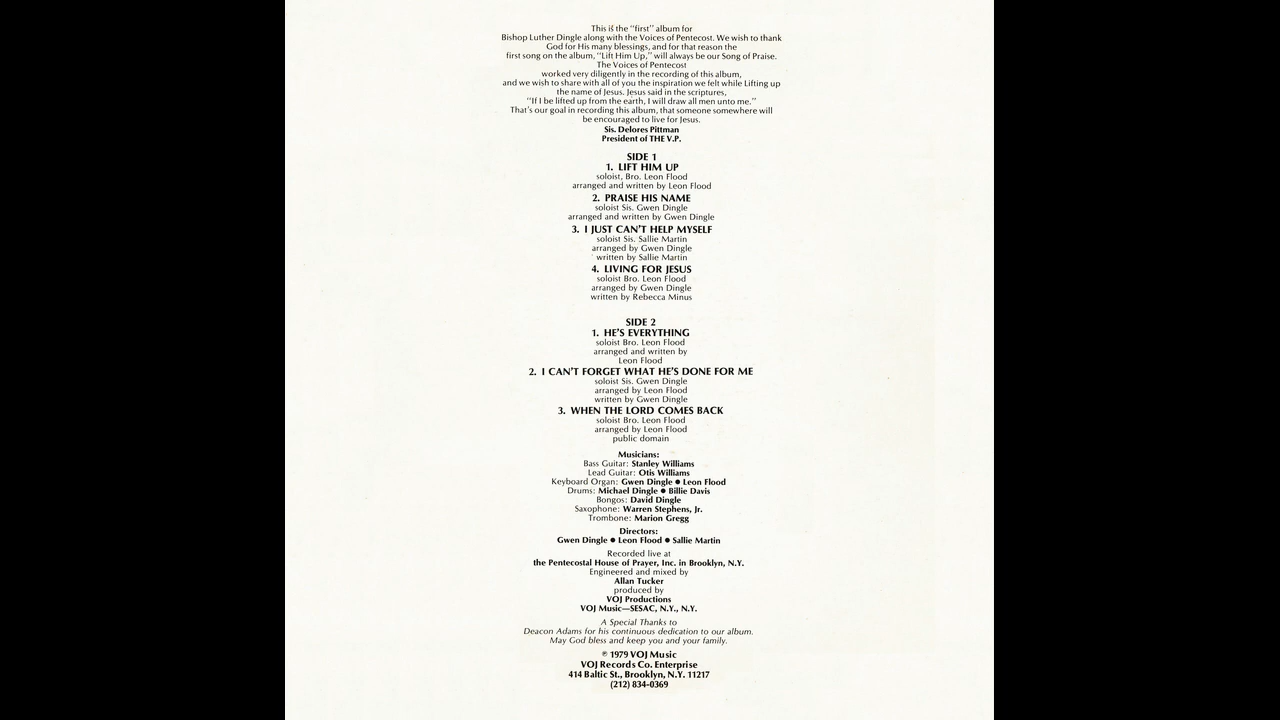 This is the "first" album for
Bishop Luther Dingle along with the Voices of Pentecost. We wish to thank
God for His many blessings, and for that reason the
first song on the album, "Lift Him Up," will always be our Song of Praise.
The Voices of Pentecost
worked very diligently in the recording of this album,
and we wish to share with all of you the inspiration we felt while Lifting up
the name of Jesus. Jesus said in the scriptures,
"If I be lifted up from the earth, I will draw all men unto me."
That's our goal in recording this album, that someone somewhere will
be encouraged to live for Jesus.
Sis. Delores Pittman
President of THE V.P.
SIDE 1
1. LIFT HIM UP
soloist, Bro. Leon Flood
arranged and written by Leon Flood
2. PRAISE HIS NAME
soloist Sis. Gwen Dingle
arranged and written by Gwen Dingle
3. I JUST CAN'T HELP MYSELF
soloist Sis. Sallie Martin
arranged by Gwen Dingle
written by Sallie Martin
4. LIVING FOR JESUS
soloist Bro. Leon Flood
arranged by Gwen Dingle
written by Rebecca Minus
SIDE 2
1. HE'S EVERYTHING
soloist Bro. Leon Flood
arranged and written by
Leon Flood
2. I CAN'T FORGET WHAT HE'S DONE FOR ME
soloist Sis. Gwen Dingle
arranged by Leon Flood
written by Gwen Dingle
3. WHEN THE LORD COMES BACK
soloist Bro. Leon Flood
arranged by Leon Flood
public domain
Musicians:
Bass Guitar: Stanley Williams
Lead Guitar: Otis Williams
Keyboard Organ: Gwen Dingle ● Leon Flood
Drums: Michael Dingle ● Billie Davis
Bongos: David Dingle
Saxophone: Warren Stephens, Jr.
Trombone: Marion Gregg
Directors:
Gwen Dingle ● Leon Flood ● Sallie Martin
Recorded live at
the Pentecostal House of Prayer, Inc. in Brooklyn, N.Y.
Engineered and mixed by
Allan Tucker
produced by
VOJ Productions
VOJ Music—SESAC, N.Y., N.Y.
A Special Thanks to
Deacon Adams for his continuous dedication to our album.
May God bless and keep you and your family.
℗ 1979 VOJ Music
VOJ Records Co. Enterprise
414 Baltic St., Brooklyn, N.Y. 11217
(212) 834-0369